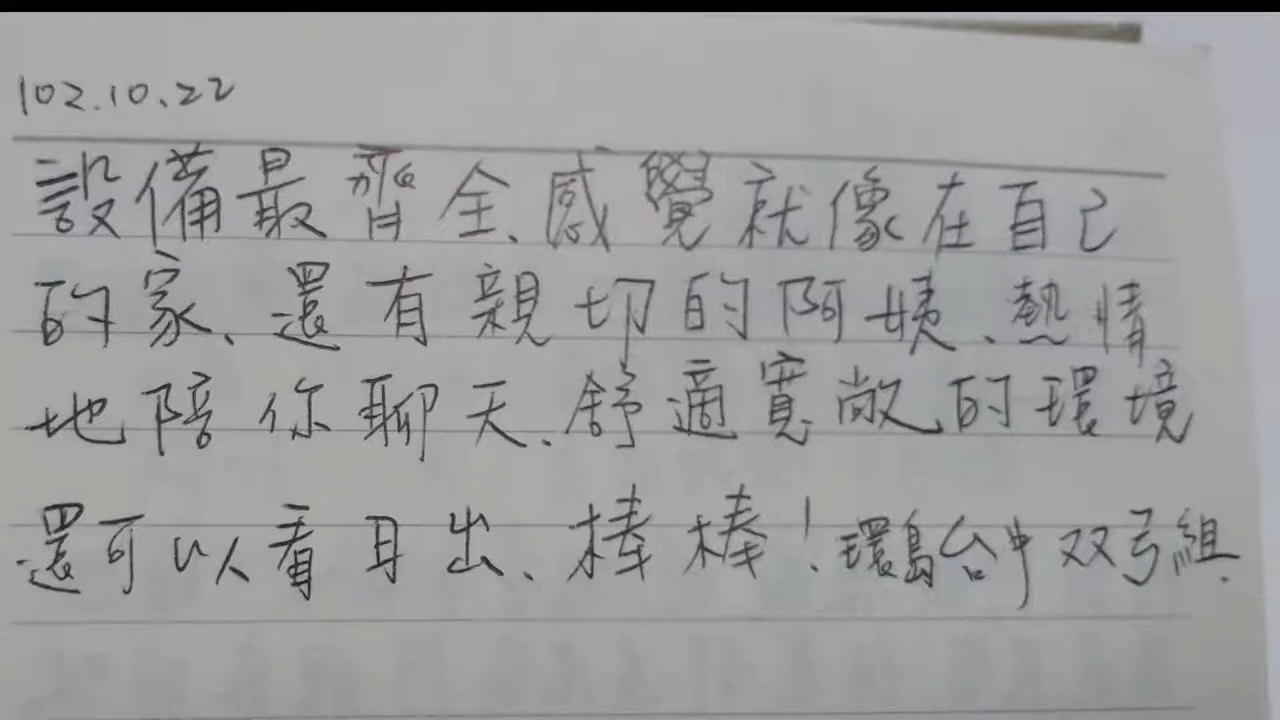 102.10.22
設備最齊全、感覺就像在自己
的家、還有親切的阿姨、熱情
地陪你聊天、舒適寬敞的環境
還可以看日出、棒棒！環島台中双弓組